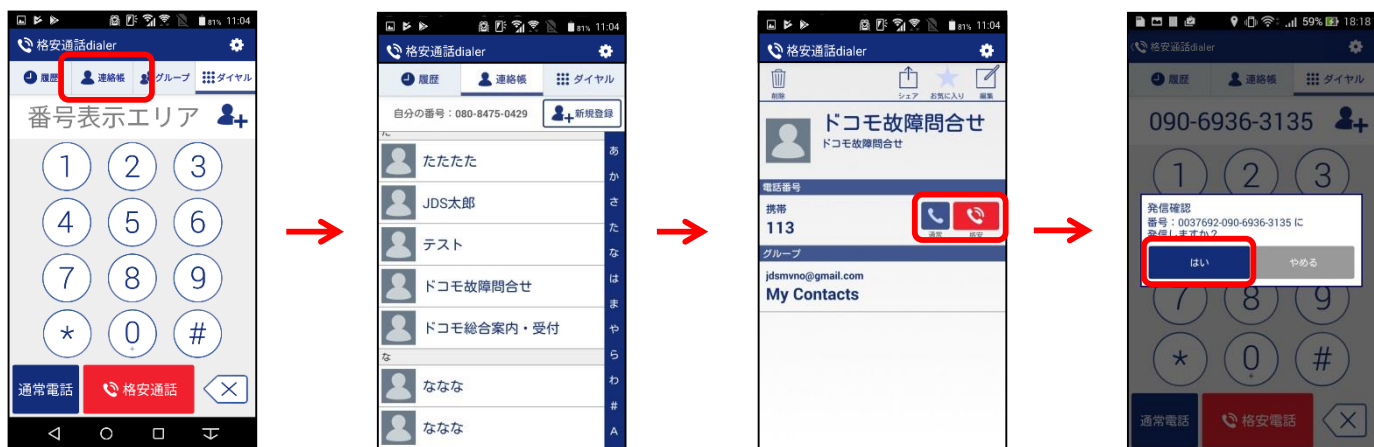 81% 11:04
格安通話dialer
履歴 連絡帳 グループ ダイヤル
番号表示エリア
1 2 3
4 5 6
7 8 9
* 0 #
+
通常電話 格安通話
81% 11:04
格安通話dialer
履歴 連絡帳 ダイヤル
自分の番号：080-8475-0429 新規登録
た
たたたた
JDS太郎
テスト
ドコモ故障問合せ
ドコモ総合案内・受付
な
ななな
ななな
あ
か
さ
た
な
は
ま
や
ら
わ
#
A
81% 11:04
格安通話dialer
削除 シェア お気に入り 編集
ドコモ故障問合せ
ドコモ故障問合せ
電話番号
携帯
113
通常 格安
グループ
jdsmvno@gmail.com
My Contacts
59% 18:18
格安通話dialer
履歴 連絡帳 ダイヤル
090-6936-3135
1 2 3
発信確認
番号：0037692-090-6936-3135 に
発信しますか？
はい やめる
7 8 9
* 0 #
+
通常電話 格安電話